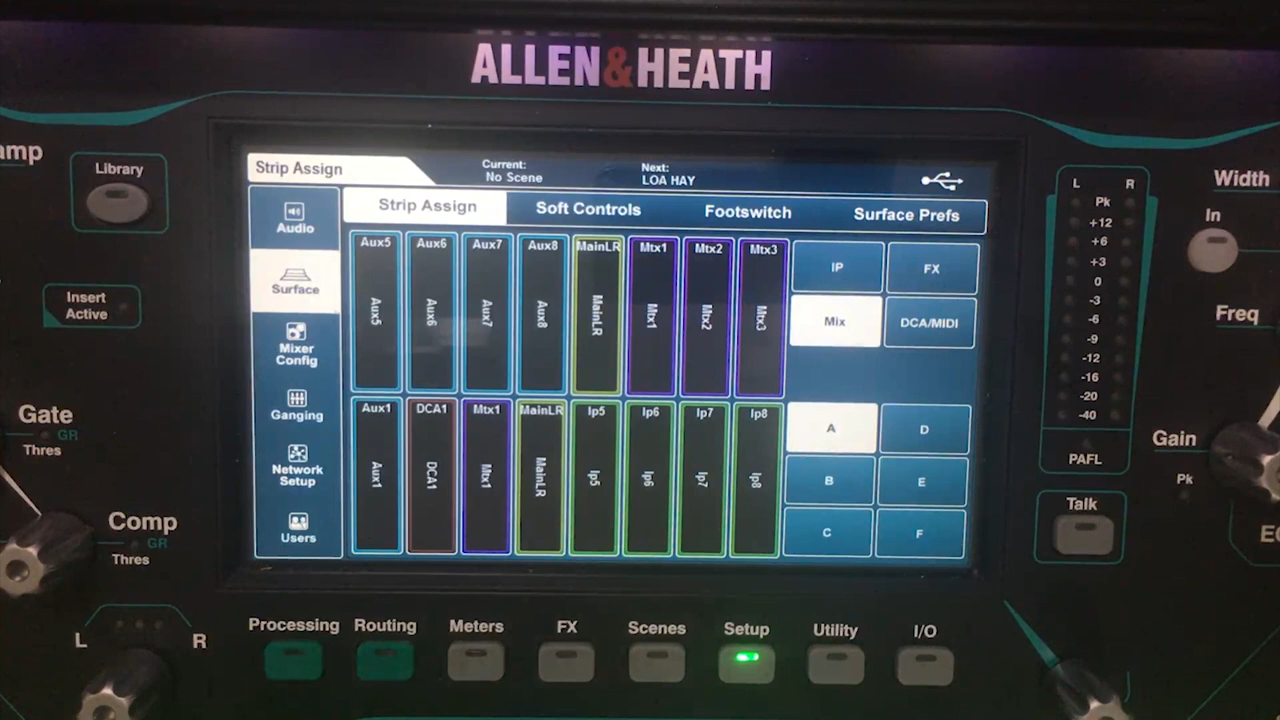 ALLEN&HEATH
amp
Library
Insert
Active
Gate
GR
Thres
Comp
GR
Thres
L
R
Strip Assign
Current:
No Scene
Next:
LOA HAY
Audio
Surface
Mixer
Config
Ganging
Network
Setup
Users
Strip Assign
Soft Controls
Footswitch
Surface Prefs
Aux5 Aux6 Aux7 Aux8 MainLR Mtx1 Mtx2 Mtx3
Aux5 Aux6 Aux7 Aux8 MainLR Mtx1 Mtx2 Mtx3
Aux1 DCA1 Mtx1 MainLR Ip5 Ip6 Ip7 Ip8
Aux1 DCA1 Mtx1 MainLR Ip5 Ip6 Ip7 Ip8
IP FX
Mix DCA/MIDI
A D
B E
C F
Processing Routing Meters FX Scenes Setup Utility I/O
L R
Pk
+12
+6
+3
0
-3
-6
-9
-12
-16
-20
-40
PAFL
Talk
Width
In
Freq
Gain
Pk